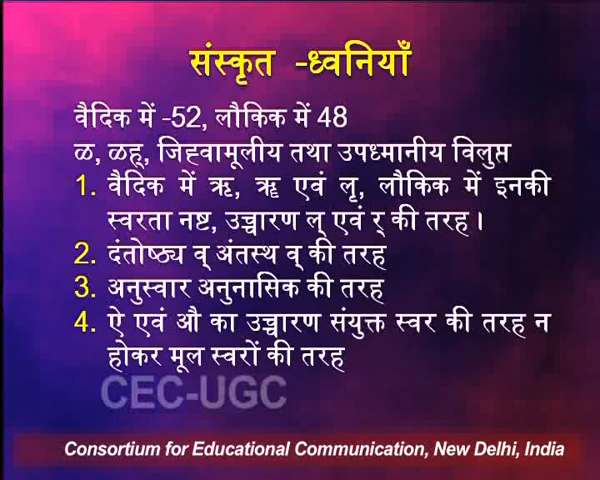 संस्कृत -ध्वनियाँ
वैदिक में -52, लौकिक में 48
ळ, ळह्, जिह्वामूलीय तथा उपध्मानीय विलुप्त
1. वैदिक में ऋ, ॠ एवं लृ, लौकिक में इनकी
स्वरता नष्ट, उच्चारण ल् एवं र् की तरह।
2. दंतोष्ठ्य व् अंतस्थ व् की तरह
3. अनुस्वार अनुनासिक की तरह
4. ऐ एवं औ का उच्चारण संयुक्त स्वर की तरह न
होकर मूल स्वरों की तरह
CEC-UGC
Consortium for Educational Communication, New Delhi, India